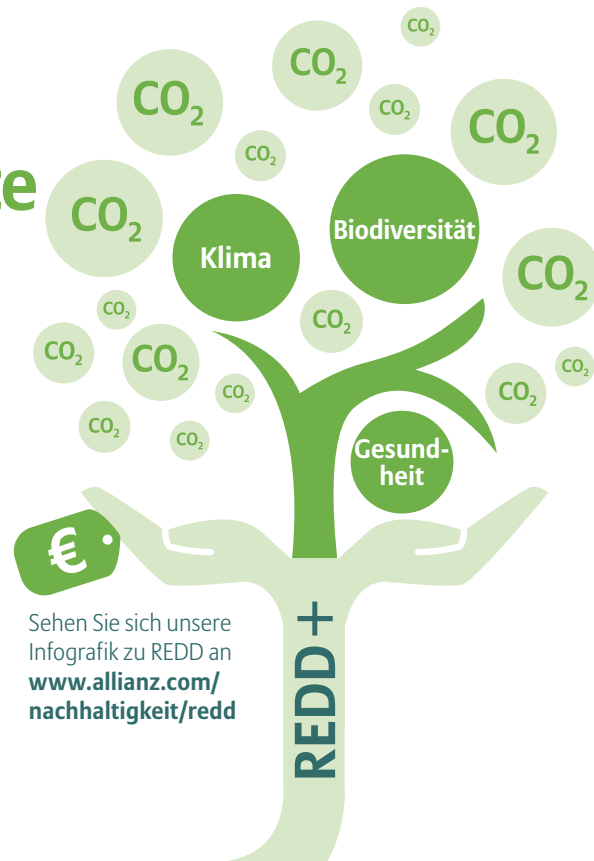 CO₂
CO₂
CO₂
CO₂
CO₂
CO₂
CO₂
Klima
Biodiversität
CO₂
CO₂
CO₂
CO₂
CO₂
CO₂
CO₂
CO₂
CO₂
CO₂
CO₂
Gesund-
heit
€
REDD+
Sehen Sie sich unsere
Infografik zu REDD an
www.allianz.com/
nachhaltigkeit/redd